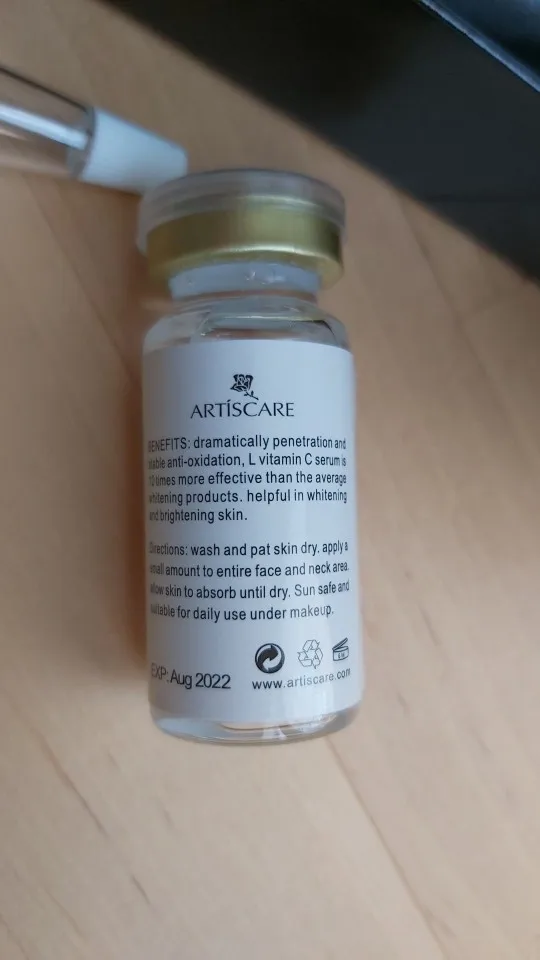 ARTÍSCARE
BENEFITS: dramatically penetration and
stable anti-oxidation, L vitamin C serum is
10 times more effective than the average
whitening products. helpful in whitening
and brightening skin.
Directions: wash and pat skin dry. apply a
small amount to entire face and neck area.
allow skin to absorb until dry. Sun safe and
suitable for daily use under makeup.
EXP: Aug 2022
www.artiscare.com